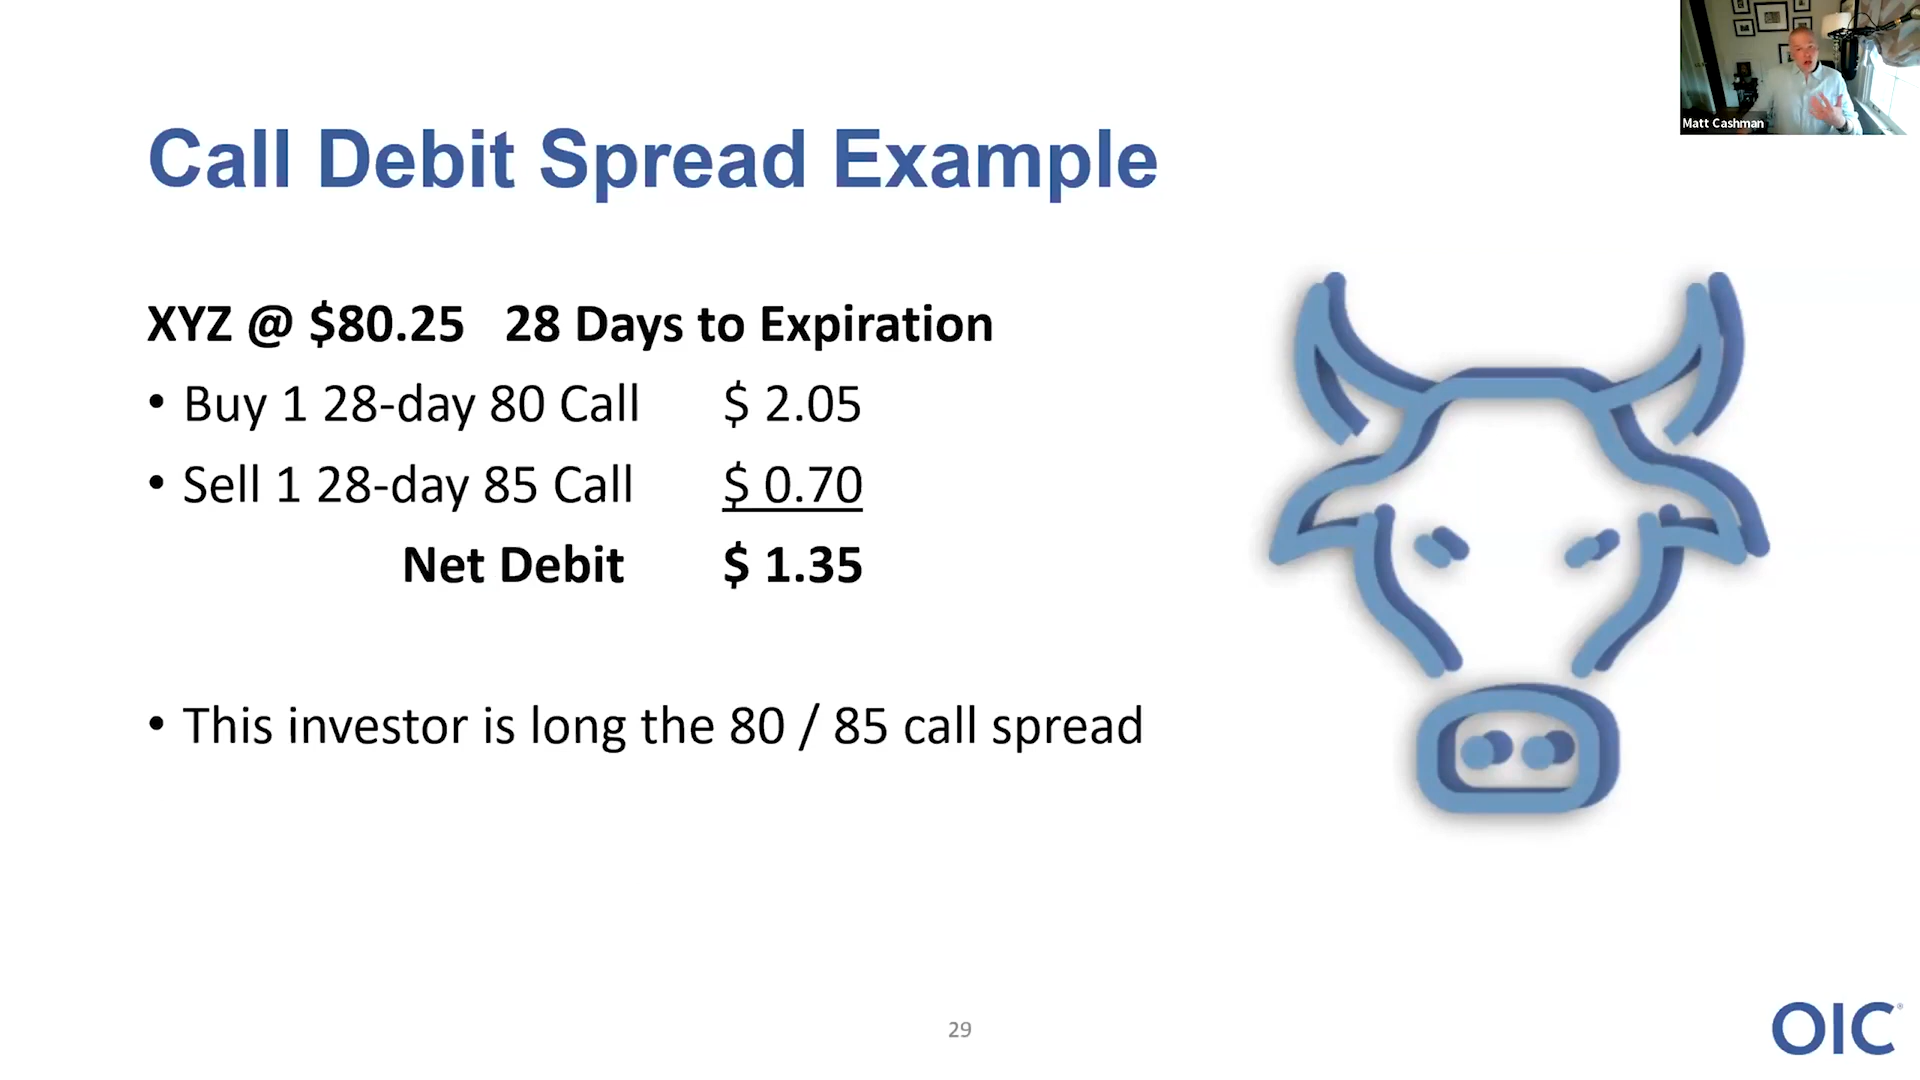 Matt Cashman
Call Debit Spread Example
XYZ @ $80.25 28 Days to Expiration
• Buy 1 28-day 80 Call $ 2.05
• Sell 1 28-day 85 Call $ 0.70
Net Debit $ 1.35
• This investor is long the 80 / 85 call spread
29
OIC®